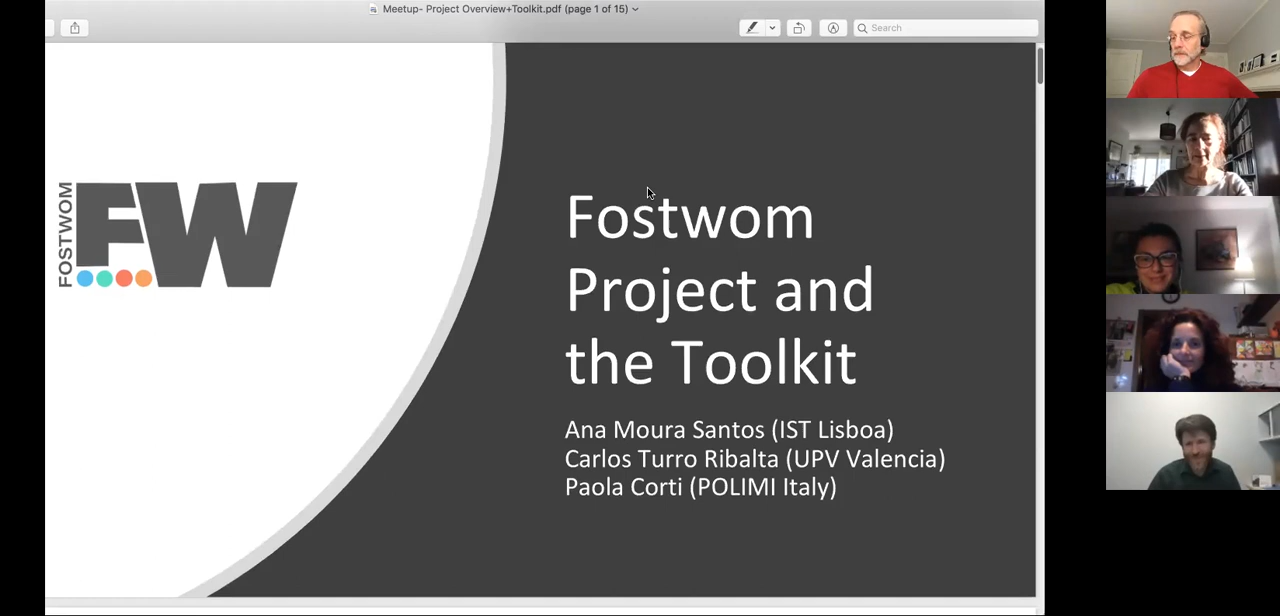 Meetup- Project Overview+Toolkit.pdf (page 1 of 15)
Search
FOSTWOM
FW
Fostwom
Project and
the Toolkit
Ana Moura Santos (IST Lisboa)
Carlos Turro Ribalta (UPV Valencia)
Paola Corti (POLIMI Italy)